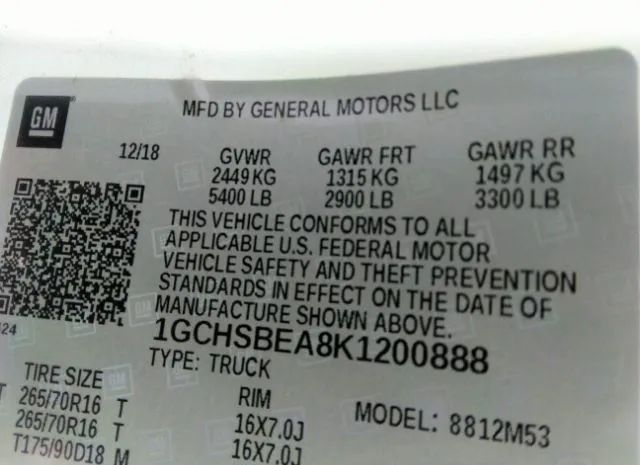 GM
MFD BY GENERAL MOTORS LLC
12/18 GVWR GAWR FRT GAWR RR
2449 KG 1315 KG 1497 KG
5400 LB 2900 LB 3300 LB
THIS VEHICLE CONFORMS TO ALL
APPLICABLE U.S. FEDERAL MOTOR
VEHICLE SAFETY AND THEFT PREVENTION
STANDARDS IN EFFECT ON THE DATE OF
MANUFACTURE SHOWN ABOVE.
1GCHSBEA8K1200888
TYPE: TRUCK
424
TIRE SIZE RIM MODEL: 8812M53
265/70R16 T 16X7.0J
265/70R16 T 16X7.0J
T175/90D18 M